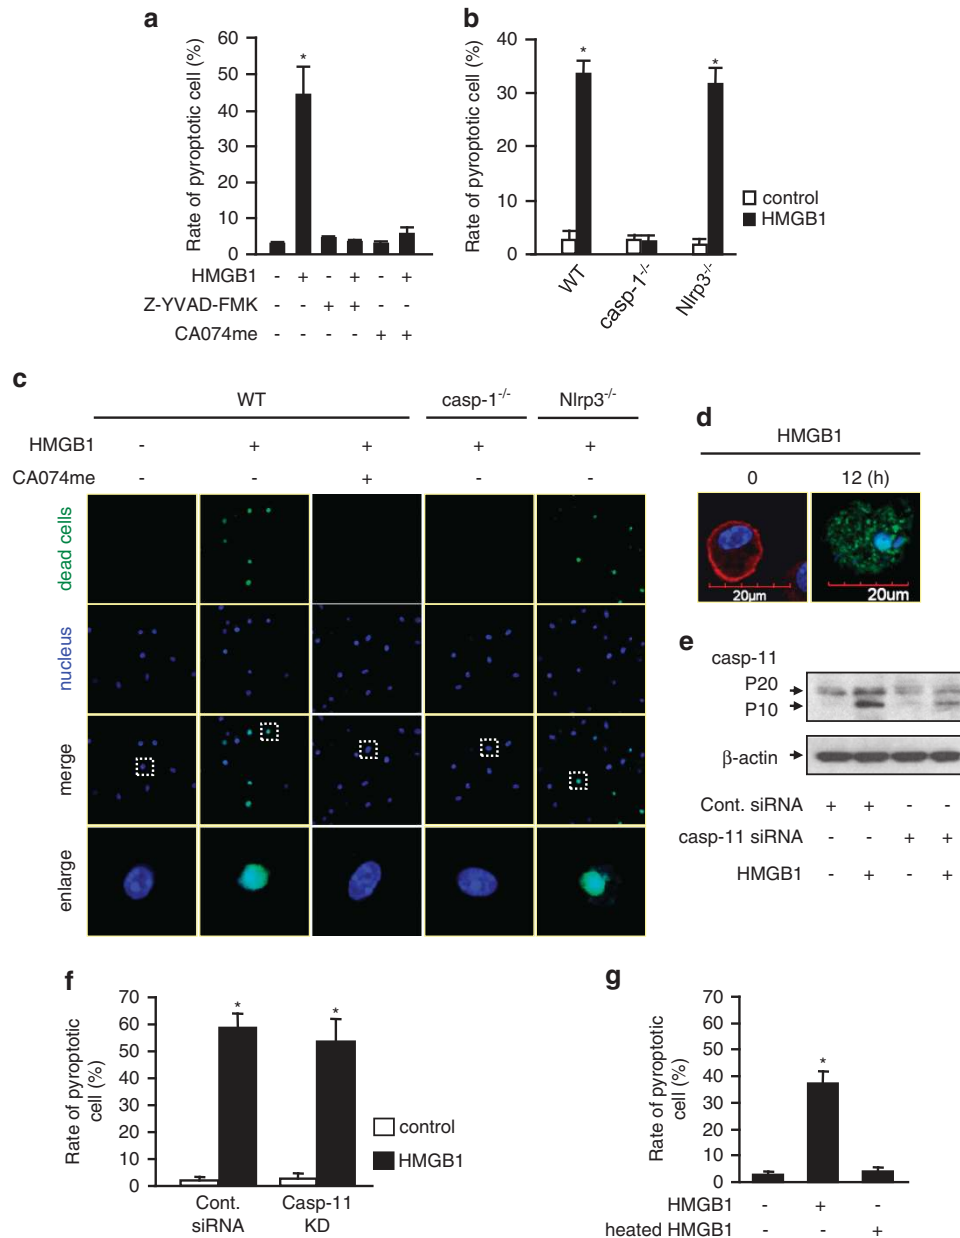 a
Rate of pyroptotic cell (%)
60
50
40
30
20
10
0
*
HMGB1 - + - + - +
Z-YVAD-FMK - - + + - -
CA074me - - - - + +
b
Rate of pyroptotic cell (%)
40
30
20
10
0
* *
control
HMGB1
WT casp-1-/- Nlrp3-/-
c
WT casp-1-/- Nlrp3-/-
HMGB1 - + + + +
CA074me - - + - -
dead cells
nucleus
merge
enlarge
d
HMGB1
0 12 (h)
20µm 20um
e
casp-11
P20
P10
β-actin
Cont. siRNA + + - -
casp-11 siRNA - - + +
HMGB1 - + - +
f
Rate of pyroptotic
cell (%)
70
60
50
40
30
20
10
0
* *
control
HMGB1
Cont. Casp-11
siRNA KD
g
Rate of pyroptotic
cell (%)
70
60
50
40
30
20
10
0
*
HMGB1 - + -
heated HMGB1 - - +